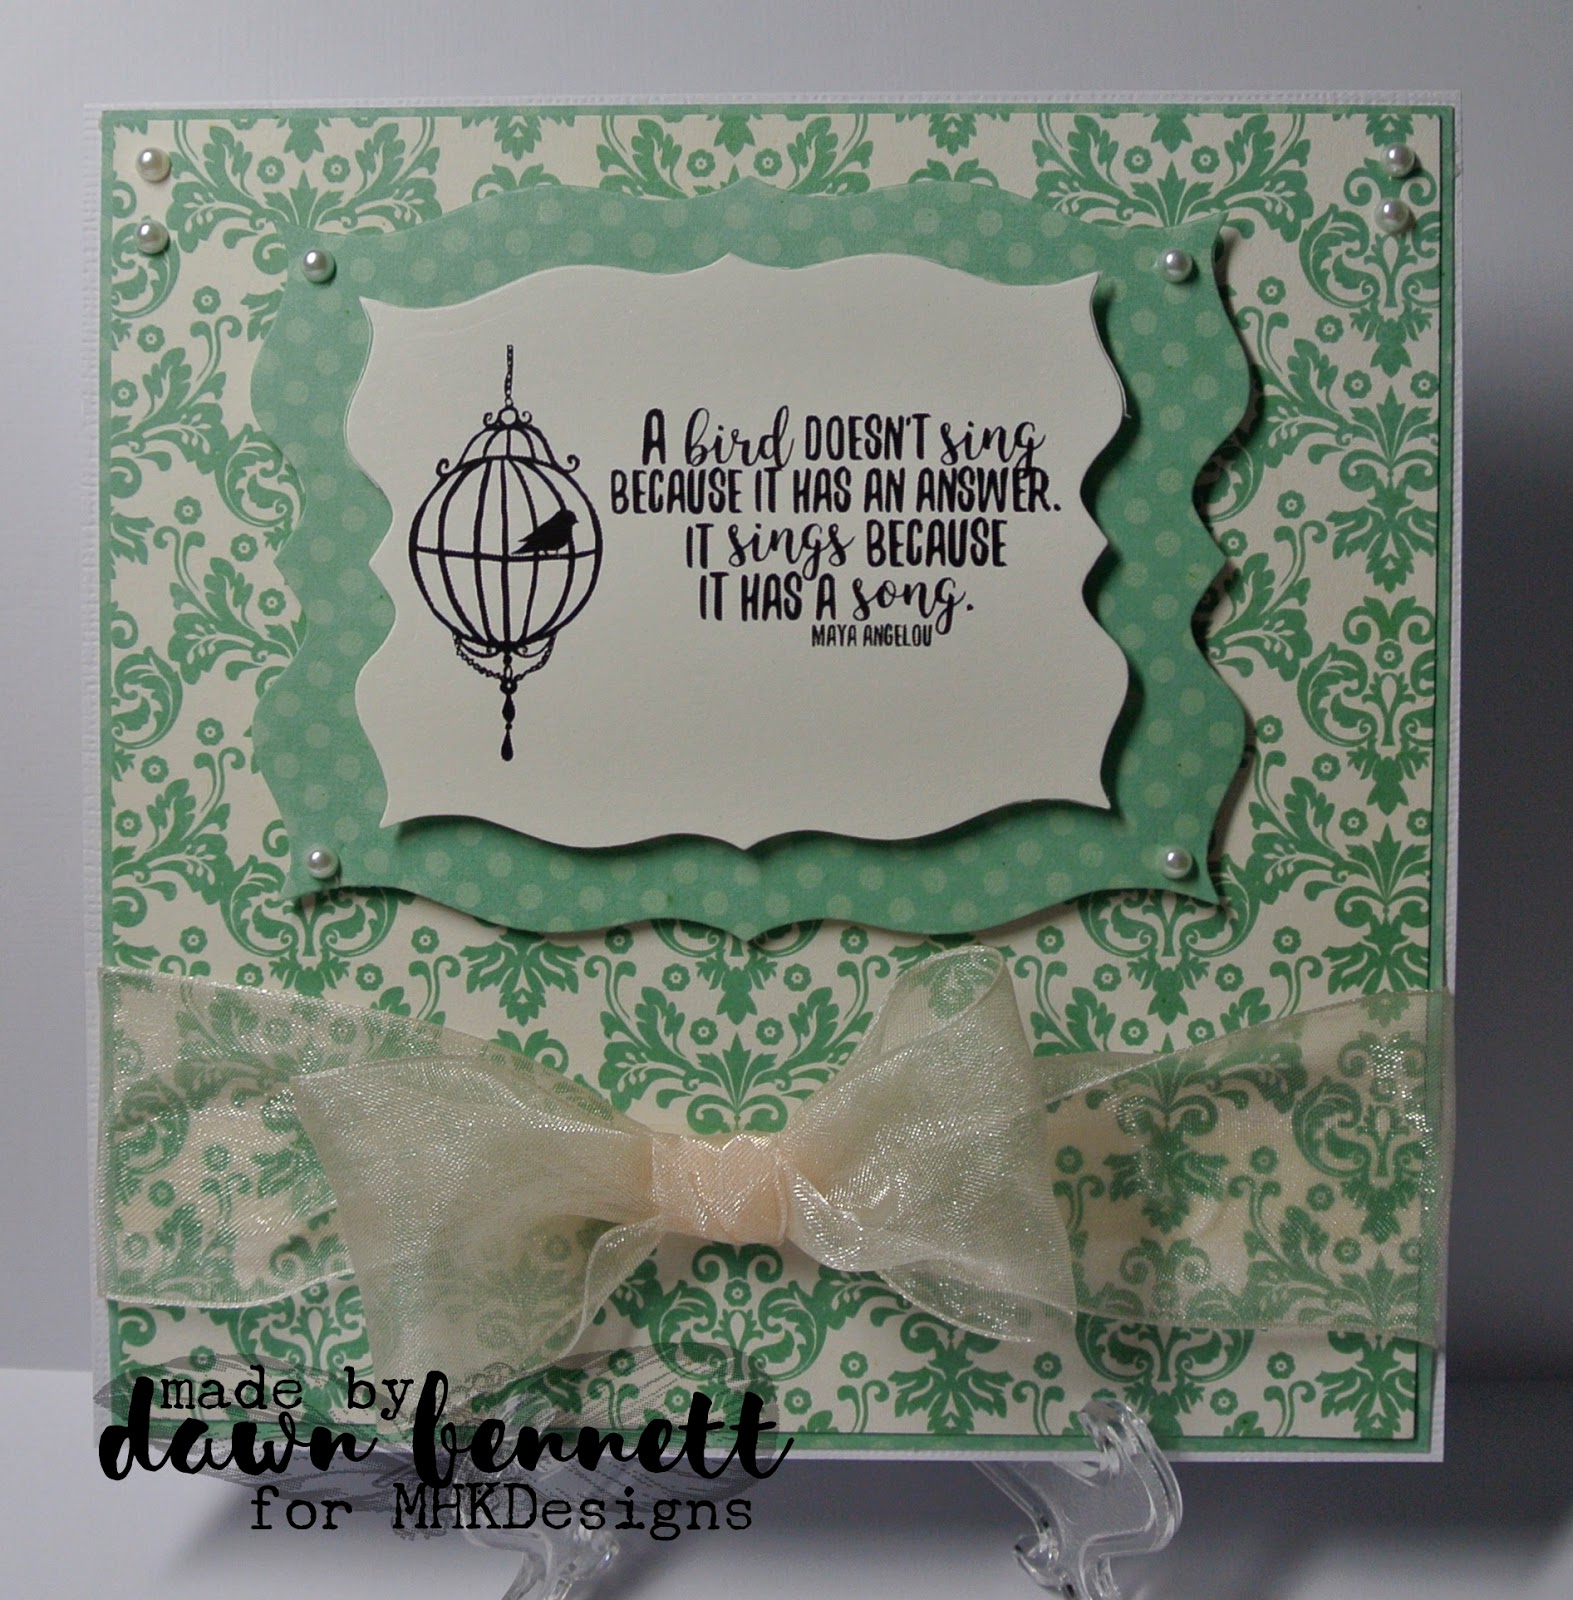 A bird DOESN'T sing
BECAUSE IT HAS AN ANSWER.
IT sings BECAUSE
IT HAS A song.
MAYA ANGELOU
made by
dawn bennett
for MHKDesigns